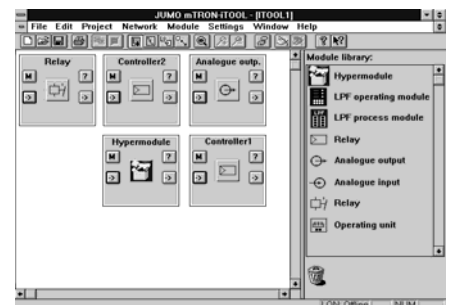 JUMO mTRON-iTOOL - [ITOOL1]
File Edit Project Network Module Settings Window Help
Relay
Controller2
Analogue outp.
M ?
M ?
M ?
Hypermodule
Controller1
M ?
M ?
Module library:
Hypermodule
LPF operating module
LPF process module
Relay
Analogue output
Analogue input
Relay
Operating unit
LON: Offline NUM